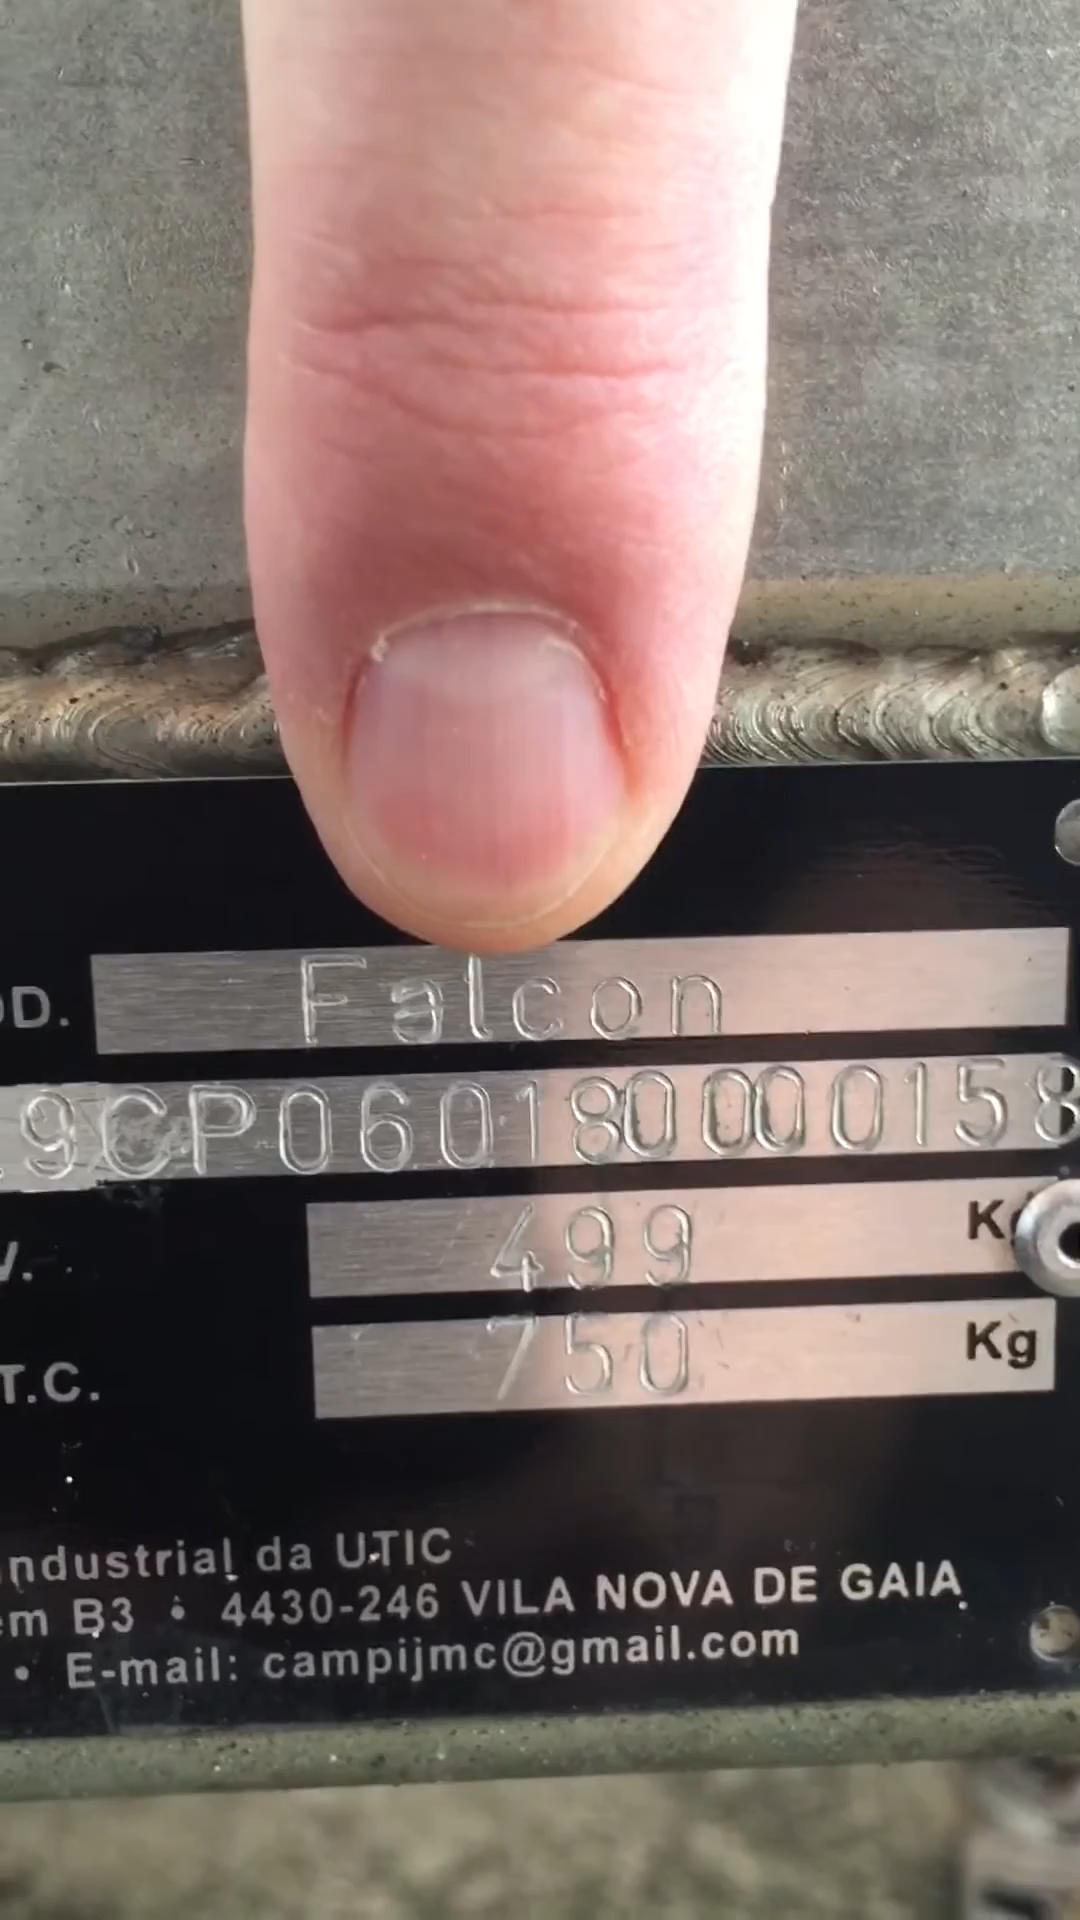 OD. Falcon
9CP0601800000158
V. 499 Kg
T.C. 750 Kg
ndustrial da UTIC
em B3 • 4430-246 VILA NOVA DE GAIA
• E-mail: campijmc@gmail.com